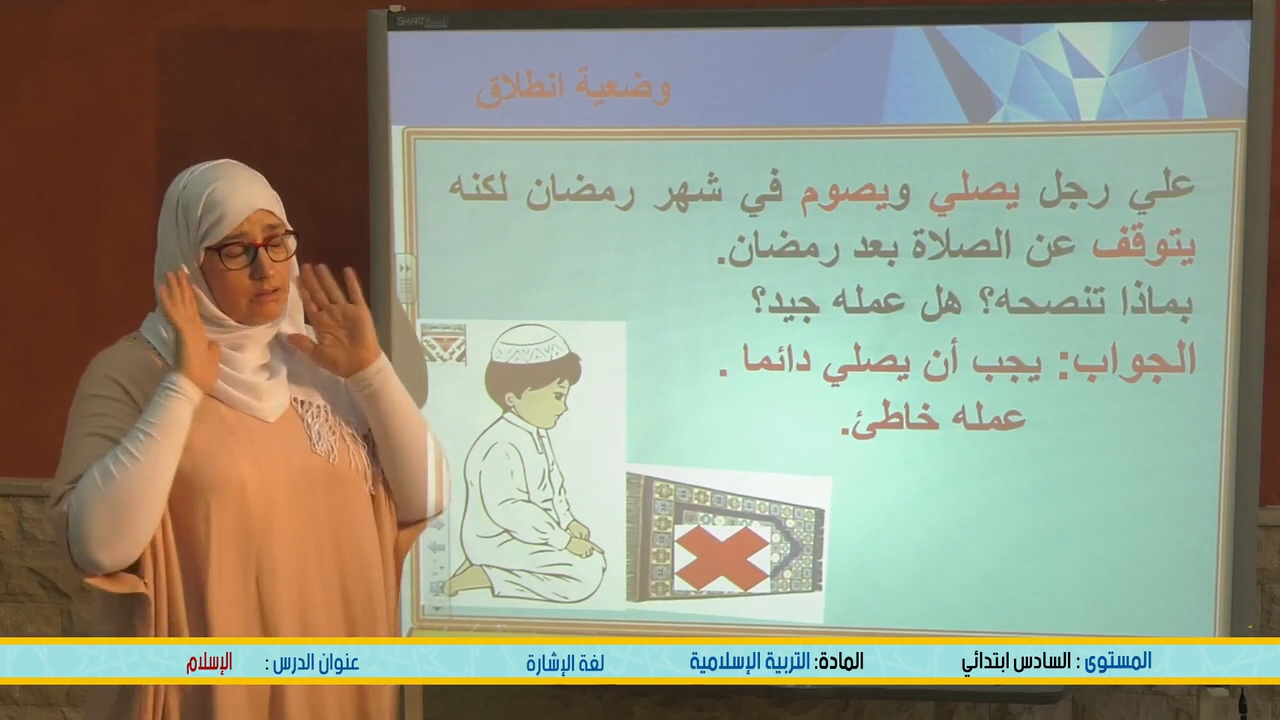 SMART
وضعية انطلاق
علي رجل يصلي ويصوم في شهر رمضان لكنه
يتوقف عن الصلاة بعد رمضان.
بماذا تنصحه؟ هل عمله جيد؟
الجواب: يجب أن يصلي دائما .
عمله خاطئ.
المستوى : السادس ابتدائي المادة: التربية الإسلامية لغة الإشارة عنوان الدرس : الإسلام